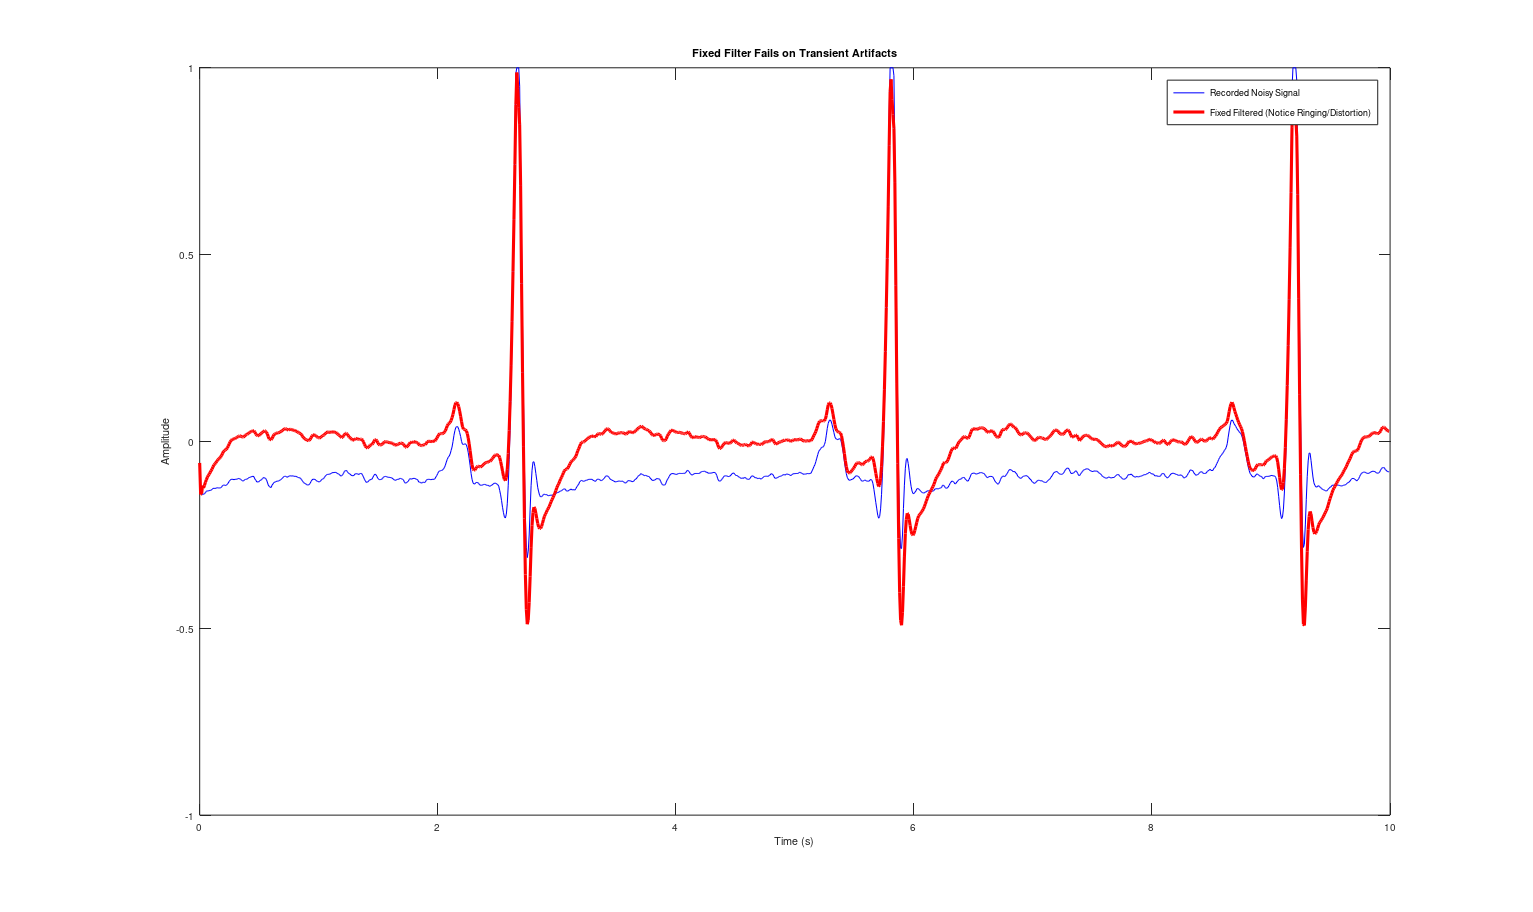 Fixed Filter Fails on Transient Artifacts
Recorded Noisy Signal
Fixed Filtered (Notice Ringing/Distortion)
1
0.5
0
-0.5
-1
Amplitude
0 2 4 6 8 10
Time (s)